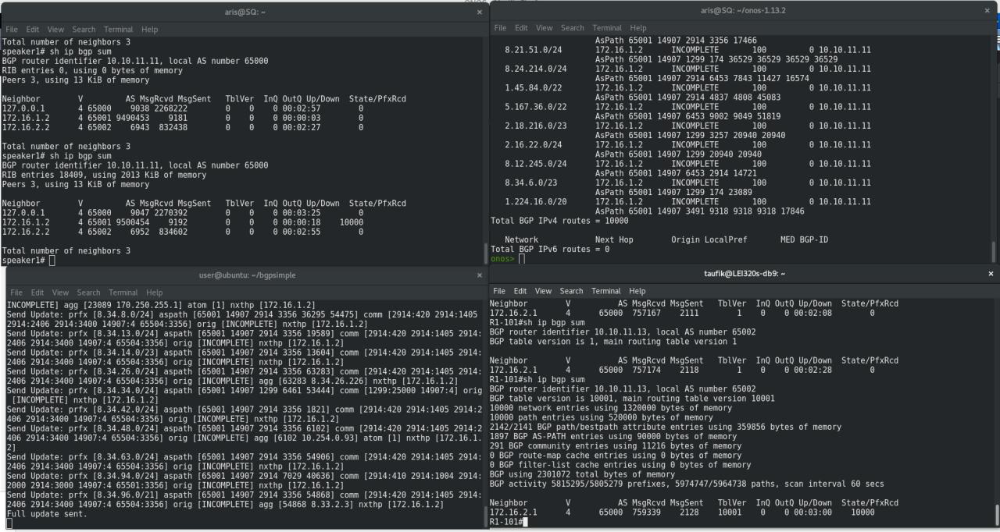 aris@SQ: ~
File Edit View Search Terminal Help
Total number of neighbors 3
speaker1# sh ip bgp sum
BGP router identifier 10.10.11.11, local AS number 65000
RIB entries 0, using 0 bytes of memory
Peers 3, using 13 KiB of memory
Neighbor V AS MsgRcvd MsgSent TblVer InQ OutQ Up/Down State/PfxRcd
127.0.0.1 4 65000 9038 2268222 0 0 0 00:02:57 0
172.16.1.2 4 65001 9490453 9181 0 0 0 00:00:03 0
172.16.2.2 4 65002 6943 832438 0 0 0 00:02:27 0
Total number of neighbors 3
speaker1# sh ip bgp sum
BGP router identifier 10.10.11.11, local AS number 65000
RIB entries 18409, using 2013 KiB of memory
Peers 3, using 13 KiB of memory
Neighbor V AS MsgRcvd MsgSent TblVer InQ OutQ Up/Down State/PfxRcd
127.0.0.1 4 65000 9047 2270392 0 0 0 00:03:25 0
172.16.1.2 4 65001 9500454 9192 0 0 0 00:00:18 10000
172.16.2.2 4 65002 6952 834602 0 0 0 00:02:55 0
Total number of neighbors 3
speaker1#
aris@SQ: ~/onos-1.13.2
File Edit View Search Terminal Help
AsPath 65001 14907 2914 3356 17466
8.21.51.0/24 172.16.1.2 INCOMPLETE 100 0 10.10.11.11
AsPath 65001 14907 1299 174 36529 36529 36529 36529
8.24.214.0/24 172.16.1.2 INCOMPLETE 100 0 10.10.11.11
AsPath 65001 14907 2914 6453 7843 11427 16574
1.45.84.0/22 172.16.1.2 INCOMPLETE 100 0 10.10.11.11
AsPath 65001 14907 2914 4837 4808 45083
5.167.36.0/22 172.16.1.2 INCOMPLETE 100 0 10.10.11.11
AsPath 65001 14907 6453 9002 9049 51819
2.18.216.0/23 172.16.1.2 INCOMPLETE 100 0 10.10.11.11
AsPath 65001 14907 1299 3257 20940 20940
2.16.22.0/24 172.16.1.2 INCOMPLETE 100 0 10.10.11.11
AsPath 65001 14907 1299 20940 20940
8.12.245.0/24 172.16.1.2 INCOMPLETE 100 0 10.10.11.11
AsPath 65001 14907 6453 2914 14721
8.34.6.0/23 172.16.1.2 INCOMPLETE 100 0 10.10.11.11
AsPath 65001 14907 1299 174 23089
1.224.16.0/20 172.16.1.2 INCOMPLETE 100 0 10.10.11.11
AsPath 65001 14907 3491 9318 9318 9318 17846
Total BGP IPv4 routes = 10000
Network Next Hop Origin LocalPref MED BGP-ID
Total BGP IPv6 routes = 0
onos>
user@ubuntu: ~/bgpsimple
File Edit View Search Terminal Help
INCOMPLETE] agg [23089 170.250.255.1] atom [1] nxthp [172.16.1.2]
Send Update: prfx [8.34.8.0/24] aspath [65001 14907 2914 3356 36295 54475] comm [2914:420 2914:1405
2914:2406 2914:3400 14907:4 65504:3356] orig [INCOMPLETE] nxthp [172.16.1.2]
Send Update: prfx [8.34.13.0/24] aspath [65001 14907 2914 3356 19589] comm [2914:420 2914:1405 2914:
2406 2914:3400 14907:4 65504:3356] orig [INCOMPLETE] nxthp [172.16.1.2]
Send Update: prfx [8.34.14.0/23] aspath [65001 14907 2914 3356 13604] comm [2914:420 2914:1405 2914:
2406 2914:3400 14907:4 65504:3356] orig [INCOMPLETE] nxthp [172.16.1.2]
Send Update: prfx [8.34.26.0/24] aspath [65001 14907 2914 3356 63283] comm [2914:420 2914:1405 2914:
2406 2914:3400 14907:4 65504:3356] orig [INCOMPLETE] agg [63283 8.34.26.226] nxthp [172.16.1.2]
Send Update: prfx [8.34.34.0/24] aspath [65001 14907 1299 6461 53444] comm [1299:25000 14907:4] orig
[INCOMPLETE] nxthp [172.16.1.2]
Send Update: prfx [8.34.42.0/24] aspath [65001 14907 2914 3356 1821] comm [2914:420 2914:1405 2914:2
406 2914:3400 14907:4 65504:3356] orig [INCOMPLETE] nxthp [172.16.1.2]
Send Update: prfx [8.34.48.0/24] aspath [65001 14907 2914 3356 6102] comm [2914:420 2914:1405 2914:2
406 2914:3400 14907:4 65504:3356] orig [INCOMPLETE] agg [6102 10.254.0.93] atom [1] nxthp [172.16.1.
2]
Send Update: prfx [8.34.63.0/24] aspath [65001 14907 2914 3356 54906] comm [2914:420 2914:1405 2914:
2406 2914:3400 14907:4 65504:3356] orig [INCOMPLETE] nxthp [172.16.1.2]
Send Update: prfx [8.34.94.0/24] aspath [65001 14907 2914 7029 40636] comm [2914:410 2914:1004 2914:
2000 2914:3000 14907:4 65501:3356] orig [INCOMPLETE] nxthp [172.16.1.2]
Send Update: prfx [8.34.96.0/21] aspath [65001 14907 2914 3356 54868] comm [2914:420 2914:1405 2914:
2406 2914:3400 14907:4 65504:3356] orig [INCOMPLETE] agg [54868 8.33.2.3] nxthp [172.16.1.2]
Full update sent.
taufik@LEI320s-db9: ~
File Edit View Search Terminal Help
Neighbor V AS MsgRcvd MsgSent TblVer InQ OutQ Up/Down State/PfxRcd
172.16.2.1 4 65000 757167 2111 1 0 0 00:02:08 0
R1-101#sh ip bgp sum
BGP router identifier 10.10.11.13, local AS number 65002
BGP table version is 1, main routing table version 1
Neighbor V AS MsgRcvd MsgSent TblVer InQ OutQ Up/Down State/PfxRcd
172.16.2.1 4 65000 757174 2118 1 0 0 00:02:28 0
R1-101#sh ip bgp sum
BGP router identifier 10.10.11.13, local AS number 65002
BGP table version is 10001, main routing table version 10001
10000 network entries using 1320000 bytes of memory
10000 path entries using 520000 bytes of memory
2142/2141 BGP path/bestpath attribute entries using 359856 bytes of memory
1897 BGP AS-PATH entries using 90000 bytes of memory
291 BGP community entries using 11216 bytes of memory
0 BGP route-map cache entries using 0 bytes of memory
0 BGP filter-list cache entries using 0 bytes of memory
BGP using 2301072 total bytes of memory
BGP activity 5815295/5805279 prefixes, 5974747/5964738 paths, scan interval 60 secs
Neighbor V AS MsgRcvd MsgSent TblVer InQ OutQ Up/Down State/PfxRcd
172.16.2.1 4 65000 759339 2128 10001 0 0 00:03:00 10000
R1-101#